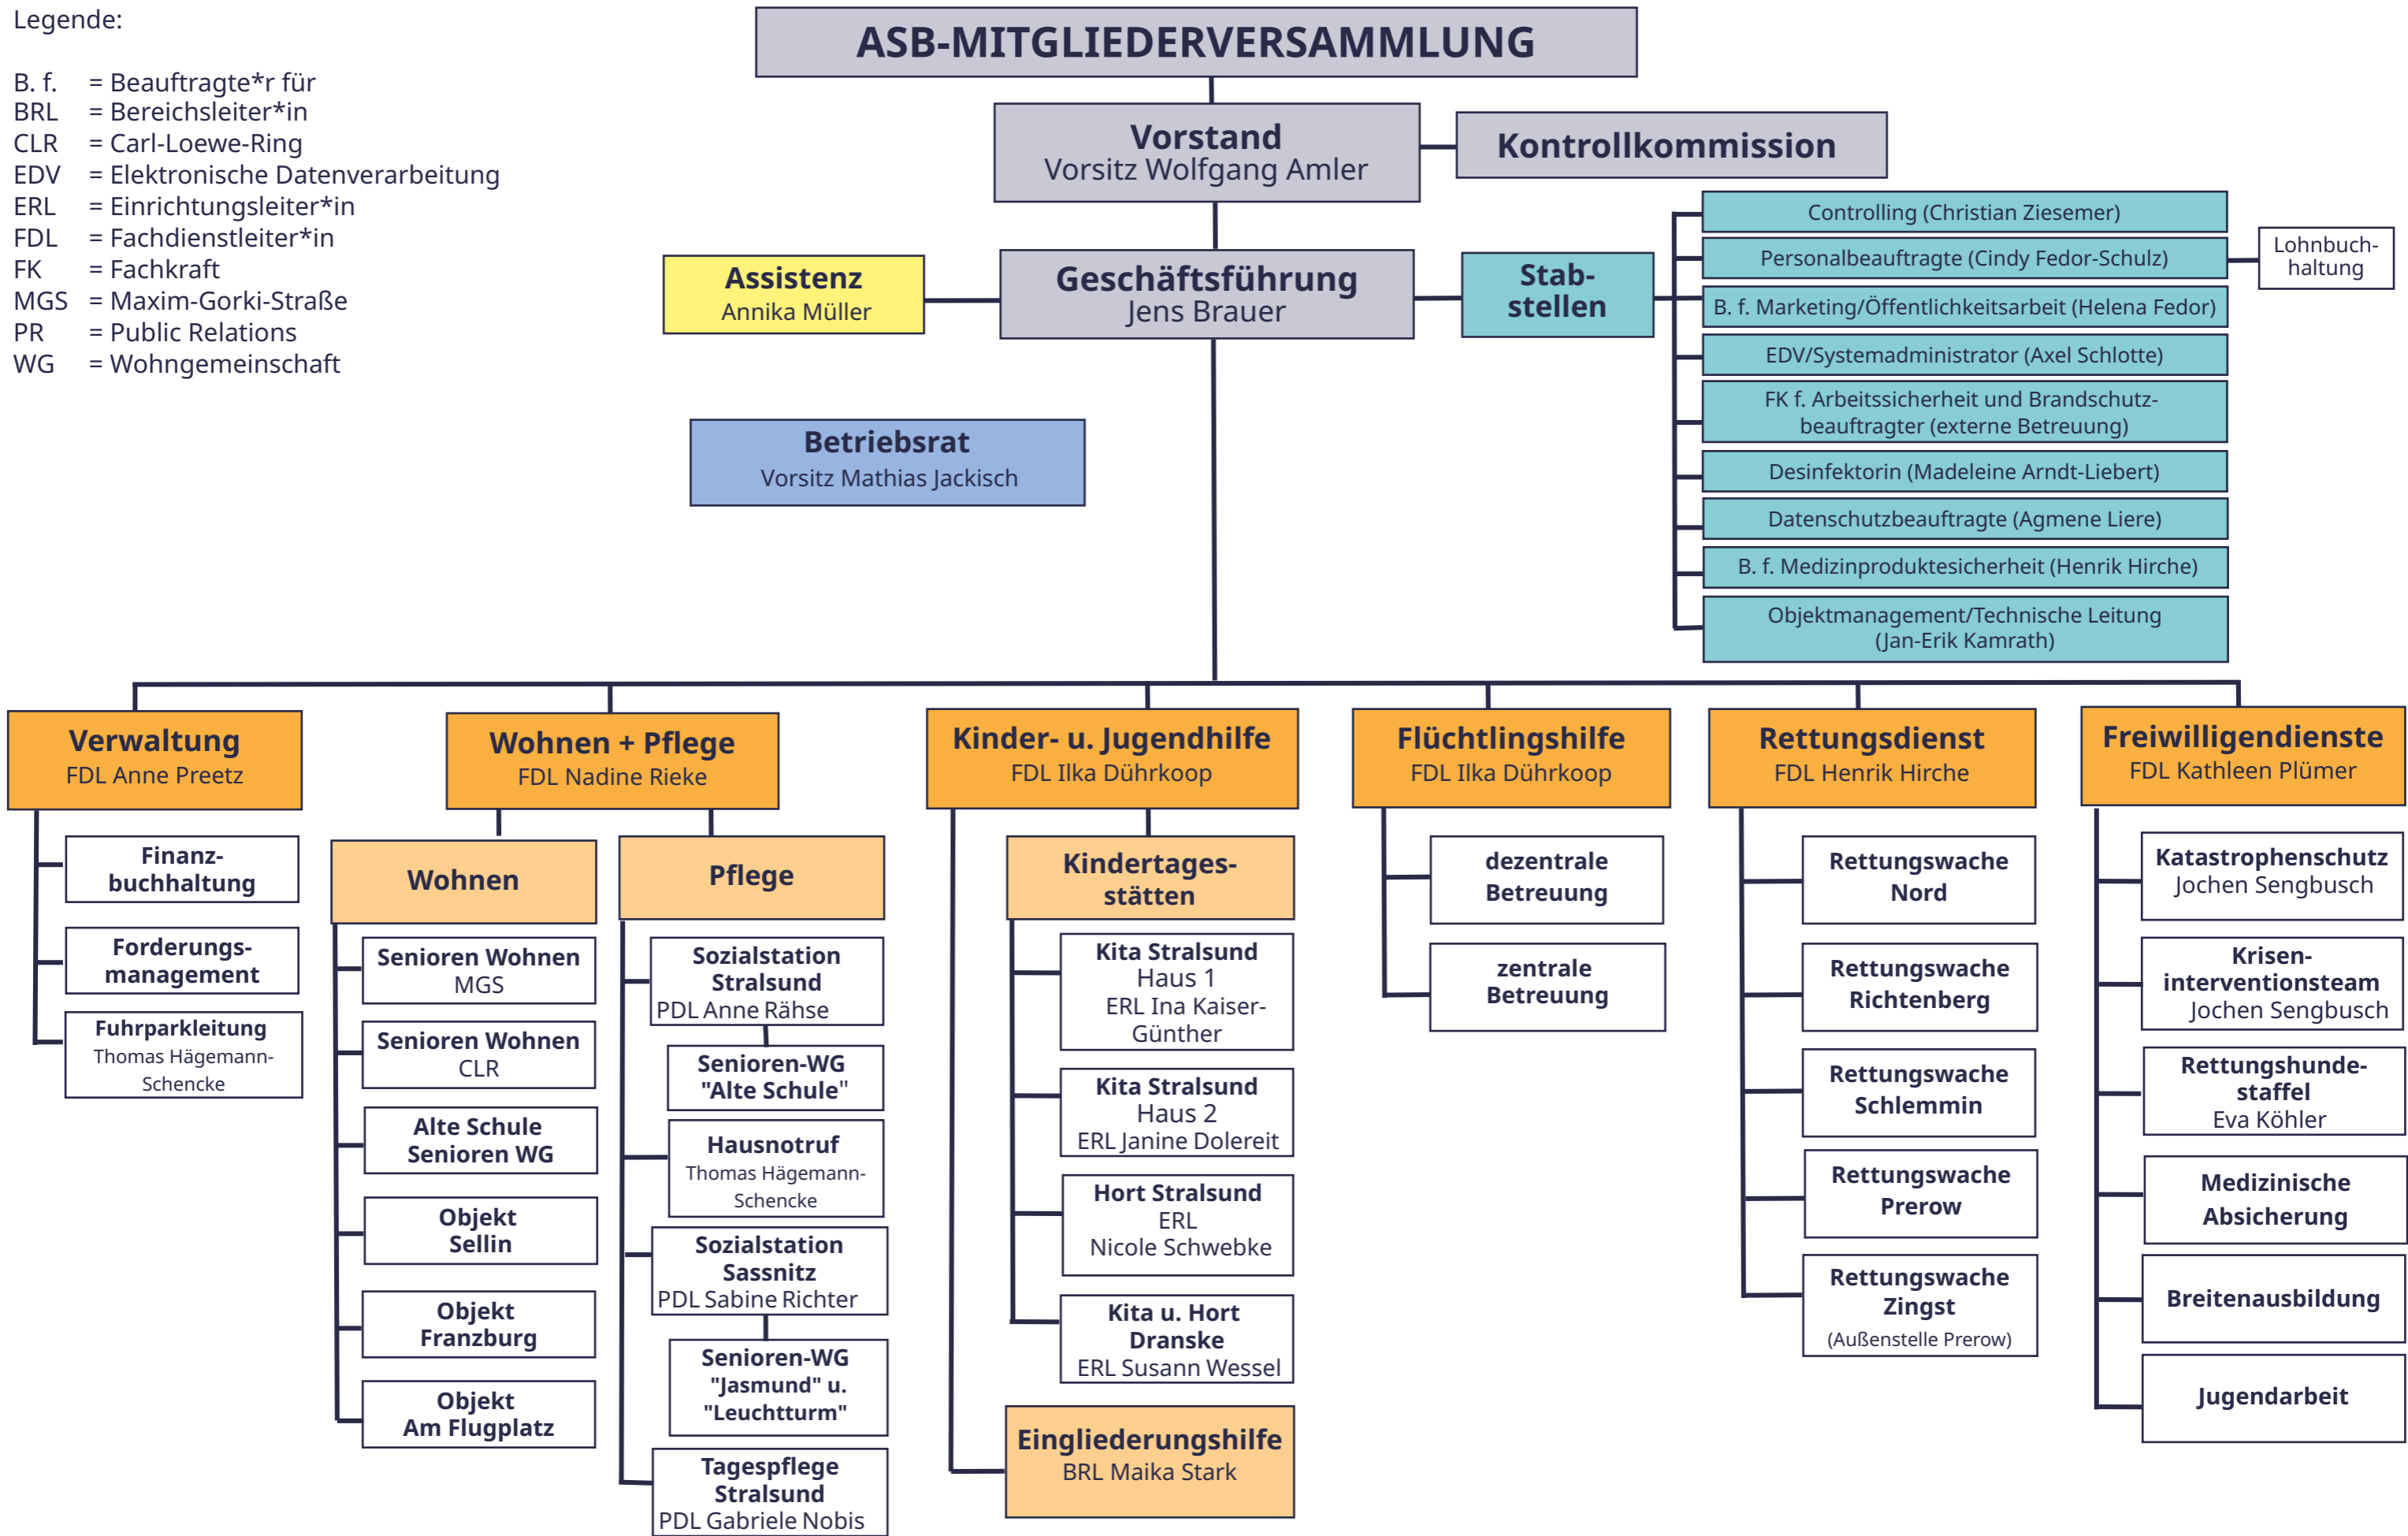 Legende:
B. f. = Beauftragte*r für
BRL = Bereichsleiter*in
CLR = Carl-Loewe-Ring
EDV = Elektronische Datenverarbeitung
ERL = Einrichtungsleiter*in
FDL = Fachdienstleiter*in
FK = Fachkraft
MGS = Maxim-Gorki-Straße
PR = Public Relations
WG = Wohngemeinschaft
ASB-MITGLIEDERVERSAMMLUNG
Vorstand
Vorsitz Wolfgang Amler
Kontrollkommission
Assistenz
Annika Müller
Geschäftsführung
Jens Brauer
Stab-
stellen
Controlling (Christian Ziesemer)
Personalbeauftragte (Cindy Fedor-Schulz)
Lohnbuch-
haltung
B. f. Marketing/Öffentlichkeitsarbeit (Helena Fedor)
EDV/Systemadministrator (Axel Schlotte)
FK f. Arbeitssicherheit und Brandschutz-
beauftragter (externe Betreuung)
Desinfektorin (Madeleine Arndt-Liebert)
Datenschutzbeauftragte (Agmene Liere)
B. f. Medizinproduktesicherheit (Henrik Hirche)
Objektmanagement/Technische Leitung
(Jan-Erik Kamrath)
Betriebsrat
Vorsitz Mathias Jackisch
Verwaltung
FDL Anne Preetz
Finanz-
buchhaltung
Forderungs-
management
Fuhrparkleitung
Thomas Hägemann-
Schencke
Wohnen + Pflege
FDL Nadine Rieke
Wohnen
Senioren Wohnen
MGS
Senioren Wohnen
CLR
Alte Schule
Senioren WG
Objekt
Sellin
Objekt
Franzburg
Objekt
Am Flugplatz
Pflege
Sozialstation
Stralsund
PDL Anne Rähse
Senioren-WG
"Alte Schule"
Hausnotruf
Thomas Hägemann-
Schencke
Sozialstation
Sassnitz
PDL Sabine Richter
Senioren-WG
"Jasmund" u.
"Leuchtturm"
Tagespflege
Stralsund
PDL Gabriele Nobis
Kinder- u. Jugendhilfe
FDL Ilka Dührkoop
Kindertages-
stätten
Kita Stralsund
Haus 1
ERL Ina Kaiser-
Günther
Kita Stralsund
Haus 2
ERL Janine Dolereit
Hort Stralsund
ERL
Nicole Schwebke
Kita u. Hort
Dranske
ERL Susann Wessel
Eingliederungshilfe
BRL Maika Stark
Flüchtlingshilfe
FDL Ilka Dührkoop
dezentrale
Betreuung
zentrale
Betreuung
Rettungsdienst
FDL Henrik Hirche
Rettungswache
Nord
Rettungswache
Richtenberg
Rettungswache
Schlemmin
Rettungswache
Prerow
Rettungswache
Zingst
(Außenstelle Prerow)
Freiwilligendienste
FDL Kathleen Plümer
Katastrophenschutz
Jochen Sengbusch
Krisen-
interventionsteam
Jochen Sengbusch
Rettungshunde-
staffel
Eva Köhler
Medizinische
Absicherung
Breitenausbildung
Jugendarbeit